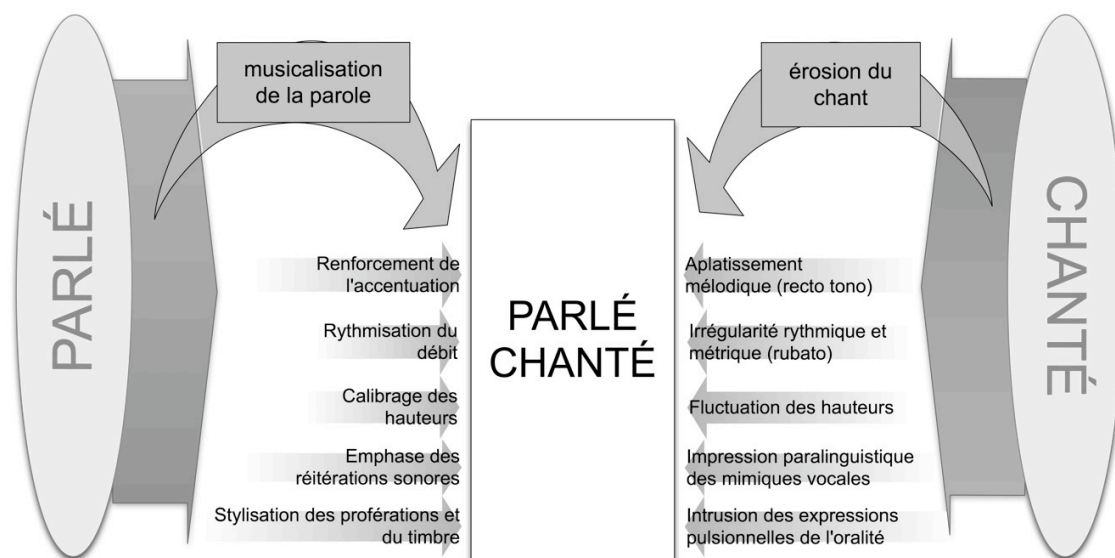 musicalisation
de la parole
érosion du
chant
PARLÉ
Renforcement de
l'accentuation
Rythmisation du
débit
Calibrage des
hauteurs
Emphase des
réitérations sonores
Stylisation des proférations et
du timbre
PARLÉ
CHANTÉ
Aplatissement
mélodique (recto tono)
Irrégularité rythmique et
métrique (rubato)
Fluctuation des hauteurs
Impression paralinguistique
des mimiques vocales
Intrusion des expressions
pulsionnelles de l'oralité
CHANTÉ